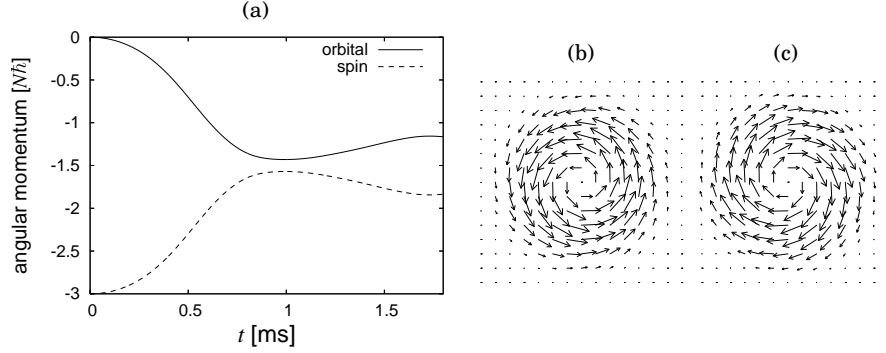 (a)
0
-0.5
-1
-1.5
-2
-2.5
-3
angular momentum [Nħ]
orbital
spin
0
0.5
1
1.5
t [ms]
(b)
(c)